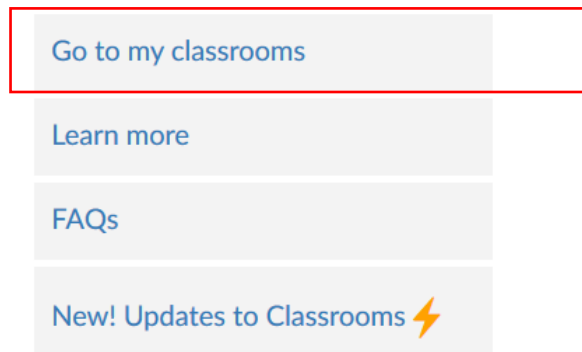 Go to my classrooms
Learn more
FAQs
New! Updates to Classrooms⚡